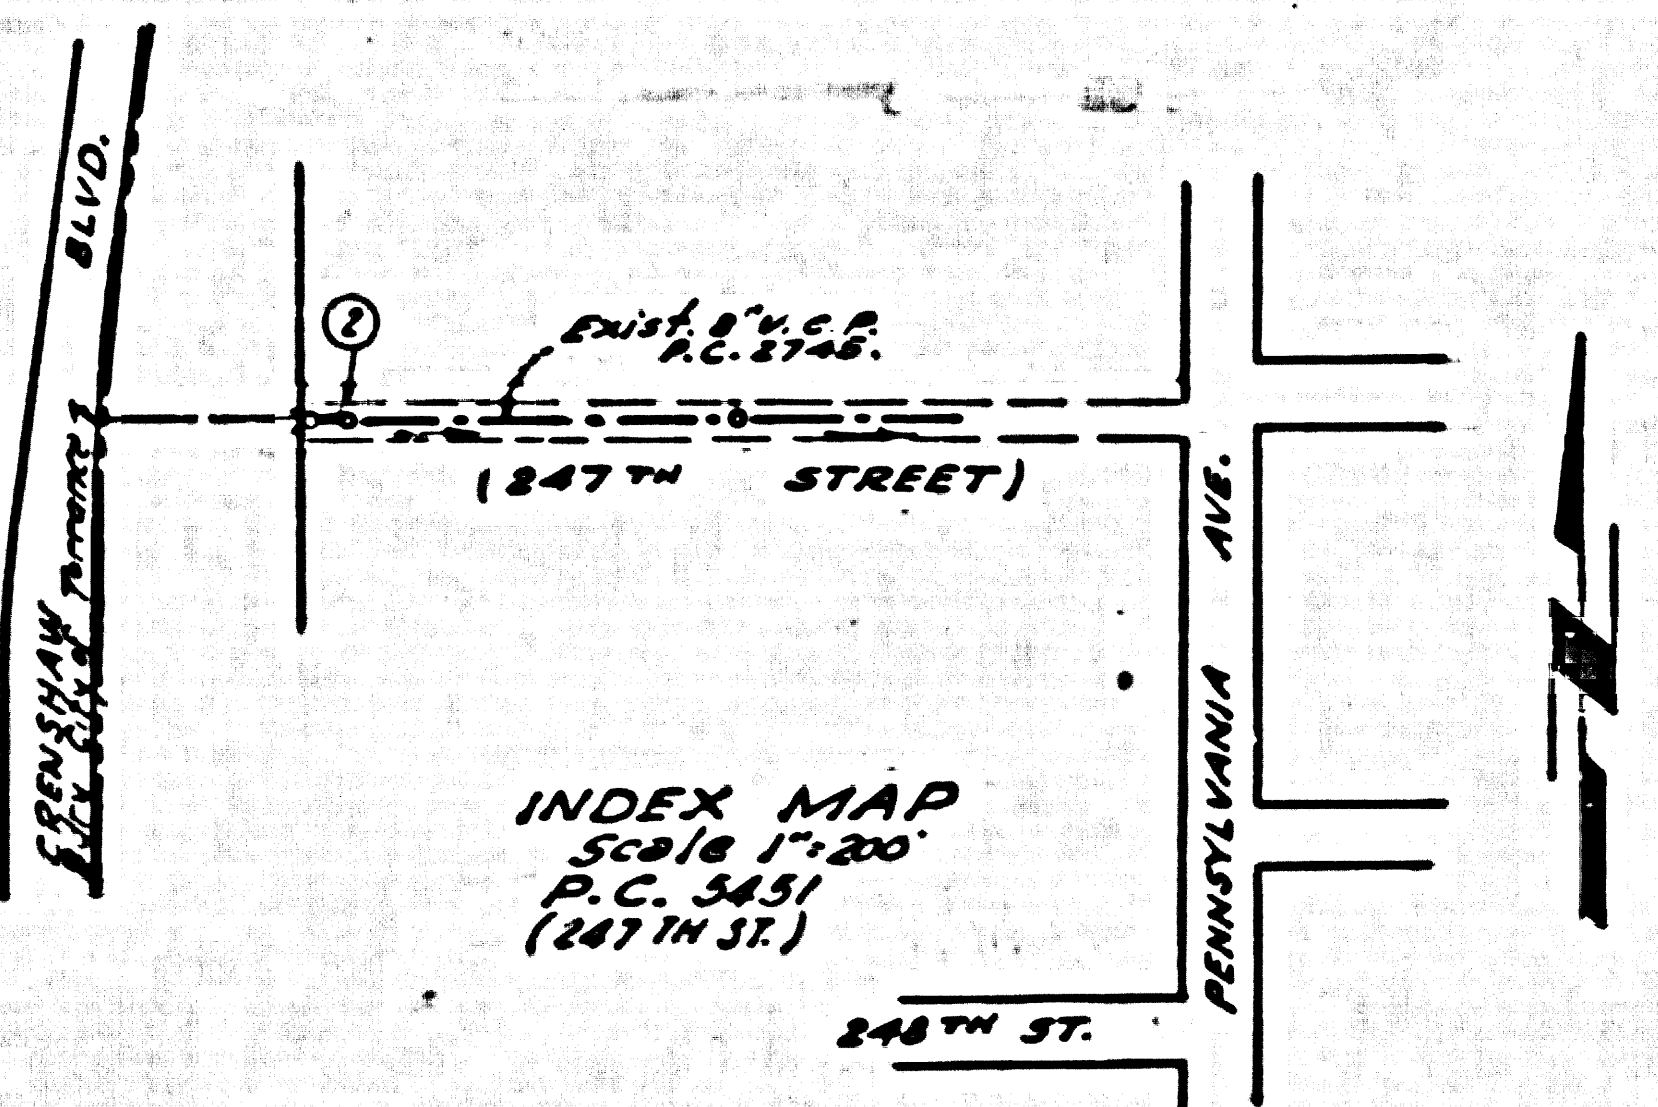 BLVD.
2
Exist. 8" V.C.P.
P.C. 2745.
(247TH STREET)
AVE.
CRENSHAW
Bdry City of Torrance
PENNSYLVANIA
INDEX MAP
Scale 1"=200'
P.C. 5451
(247TH ST.)
248TH ST.